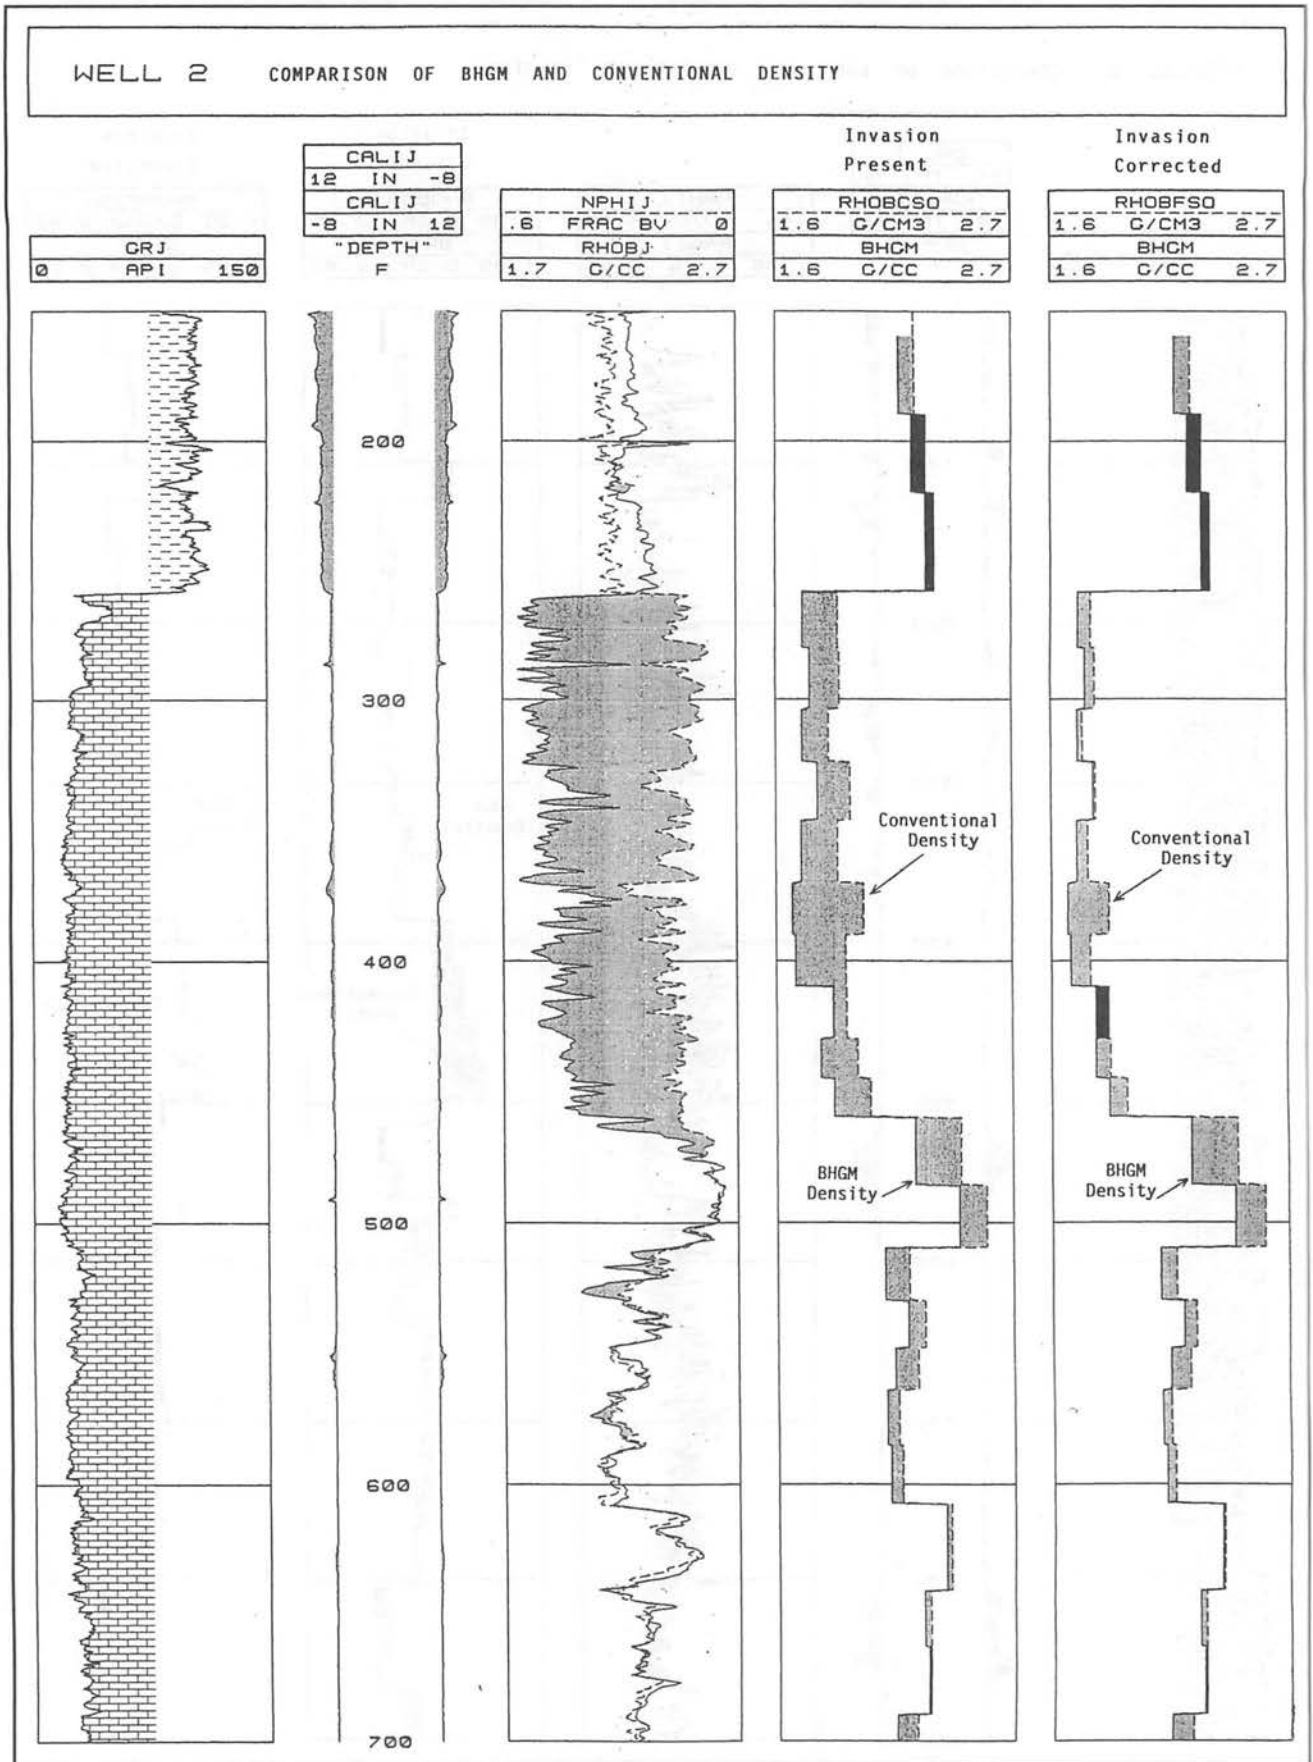 WELL 2 COMPARISON OF BHGM AND CONVENTIONAL DENSITY
Invasion
Present
Invasion
Corrected
GRJ
0 API 150
CALIJ
12 IN -8
CALIJ
-8 IN 12
"DEPTH"
F
NPHIJ
.6 FRAC BV 0
RHOBJ
1.7 G/CC 2.7
RHOBCSO
1.6 G/CM3 2.7
BHGM
1.6 G/CC 2.7
RHOBFSO
1.6 G/CM3 2.7
BHGM
1.6 G/CC 2.7
200
300
400
500
600
700
Conventional
Density
BHGM
Density
Conventional
Density
BHGM
Density